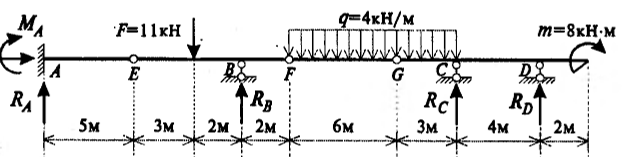 M_A F=11кН q=4кН/м m=8кН·м
A E B F G C D
R_A R_B R_C R_D
5м 3м 2м 2м 6м 3м 4м 2м